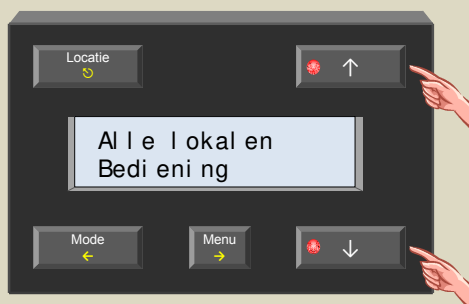 Locatie
↑
Alle lokalen
Bediening
Mode
←
Menu
→
↓